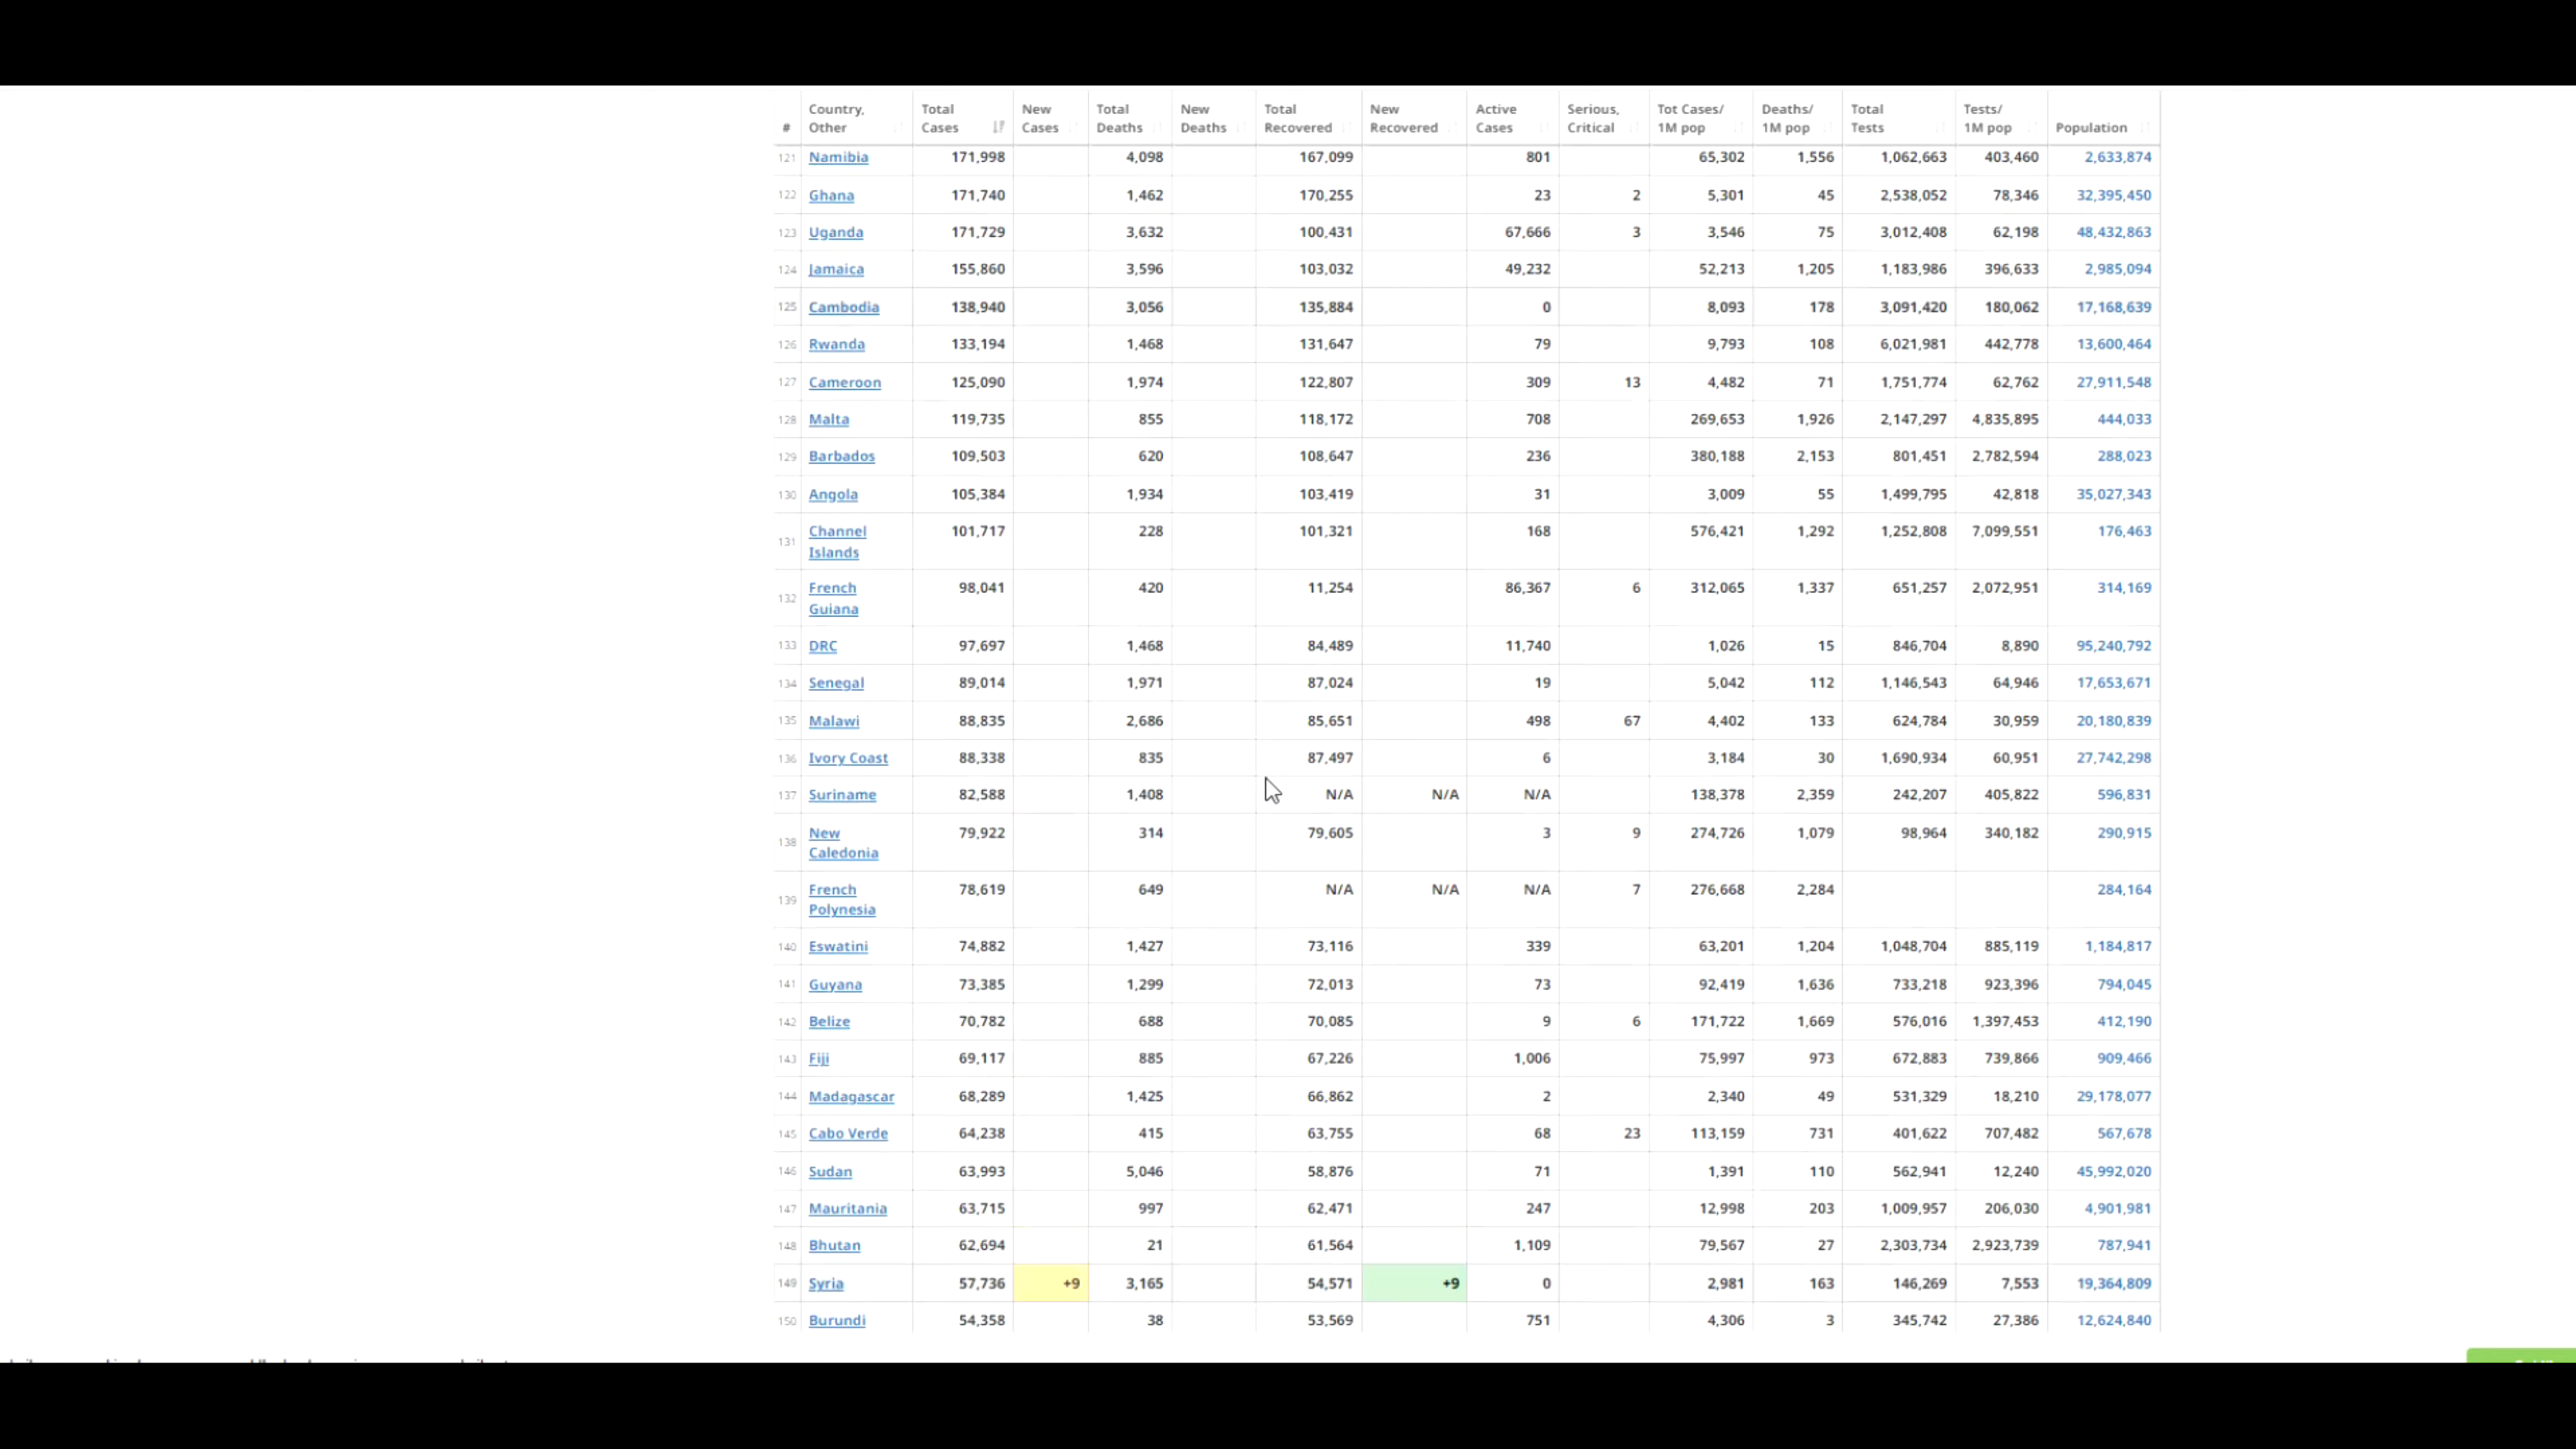 # Country, Other Total Cases New Cases Total Deaths New Deaths Total Recovered New Recovered Active Cases Serious, Critical Tot Cases/ 1M pop Deaths/ 1M pop Total Tests Tests/ 1M pop Population
121 Namibia 171,998 4,098 167,099 801 65,302 1,556 1,062,663 403,460 2,633,874
122 Ghana 171,740 1,462 170,255 23 2 5,301 45 2,538,052 78,346 32,395,450
123 Uganda 171,729 3,632 100,431 67,666 3 3,546 75 3,012,408 62,198 48,432,863
124 Jamaica 155,860 3,596 103,032 49,232 52,213 1,205 1,183,986 396,633 2,985,094
125 Cambodia 138,940 3,056 135,884 0 8,093 178 3,091,420 180,062 17,168,639
126 Rwanda 133,194 1,468 131,647 79 9,793 108 6,021,981 442,778 13,600,464
127 Cameroon 125,090 1,974 122,807 309 13 4,482 71 1,751,774 62,762 27,911,548
128 Malta 119,735 855 118,172 708 269,653 1,926 2,147,297 4,835,895 444,033
129 Barbados 109,503 620 108,647 236 380,188 2,153 801,451 2,782,594 288,023
130 Angola 105,384 1,934 103,419 31 3,009 55 1,499,795 42,818 35,027,343
131 Channel Islands 101,717 228 101,321 168 576,421 1,292 1,252,808 7,099,551 176,463
132 French Guiana 98,041 420 11,254 86,367 6 312,065 1,337 651,257 2,072,951 314,169
133 DRC 97,697 1,468 84,489 11,740 1,026 15 846,704 8,890 95,240,792
134 Senegal 89,014 1,971 87,024 19 5,042 112 1,146,543 64,946 17,653,671
135 Malawi 88,835 2,686 85,651 498 67 4,402 133 624,784 30,959 20,180,839
136 Ivory Coast 88,338 835 87,497 6 3,184 30 1,690,934 60,951 27,742,298
137 Suriname 82,588 1,408 N/A N/A N/A 138,378 2,359 242,207 405,822 596,831
138 New Caledonia 79,922 314 79,605 3 9 274,726 1,079 98,964 340,182 290,915
139 French Polynesia 78,619 649 N/A N/A N/A 7 276,668 2,284 284,164
140 Eswatini 74,882 1,427 73,116 339 63,201 1,204 1,048,704 885,119 1,184,817
141 Guyana 73,385 1,299 72,013 73 92,419 1,636 733,218 923,396 794,045
142 Belize 70,782 688 70,085 9 6 171,722 1,669 576,016 1,397,453 412,190
143 Fiji 69,117 885 67,226 1,006 75,997 973 672,883 739,866 909,466
144 Madagascar 68,289 1,425 66,862 2 2,340 49 531,329 18,210 29,178,077
145 Cabo Verde 64,238 415 63,755 68 23 113,159 731 401,622 707,482 567,678
146 Sudan 63,993 5,046 58,876 71 1,391 110 562,941 12,240 45,992,020
147 Mauritania 63,715 997 62,471 247 12,998 203 1,009,957 206,030 4,901,981
148 Bhutan 62,694 21 61,564 1,109 79,567 27 2,303,734 2,923,739 787,941
149 Syria 57,736 +9 3,165 54,571 +9 0 2,981 163 146,269 7,553 19,364,809
150 Burundi 54,358 38 53,569 751 4,306 3 345,742 27,386 12,624,840